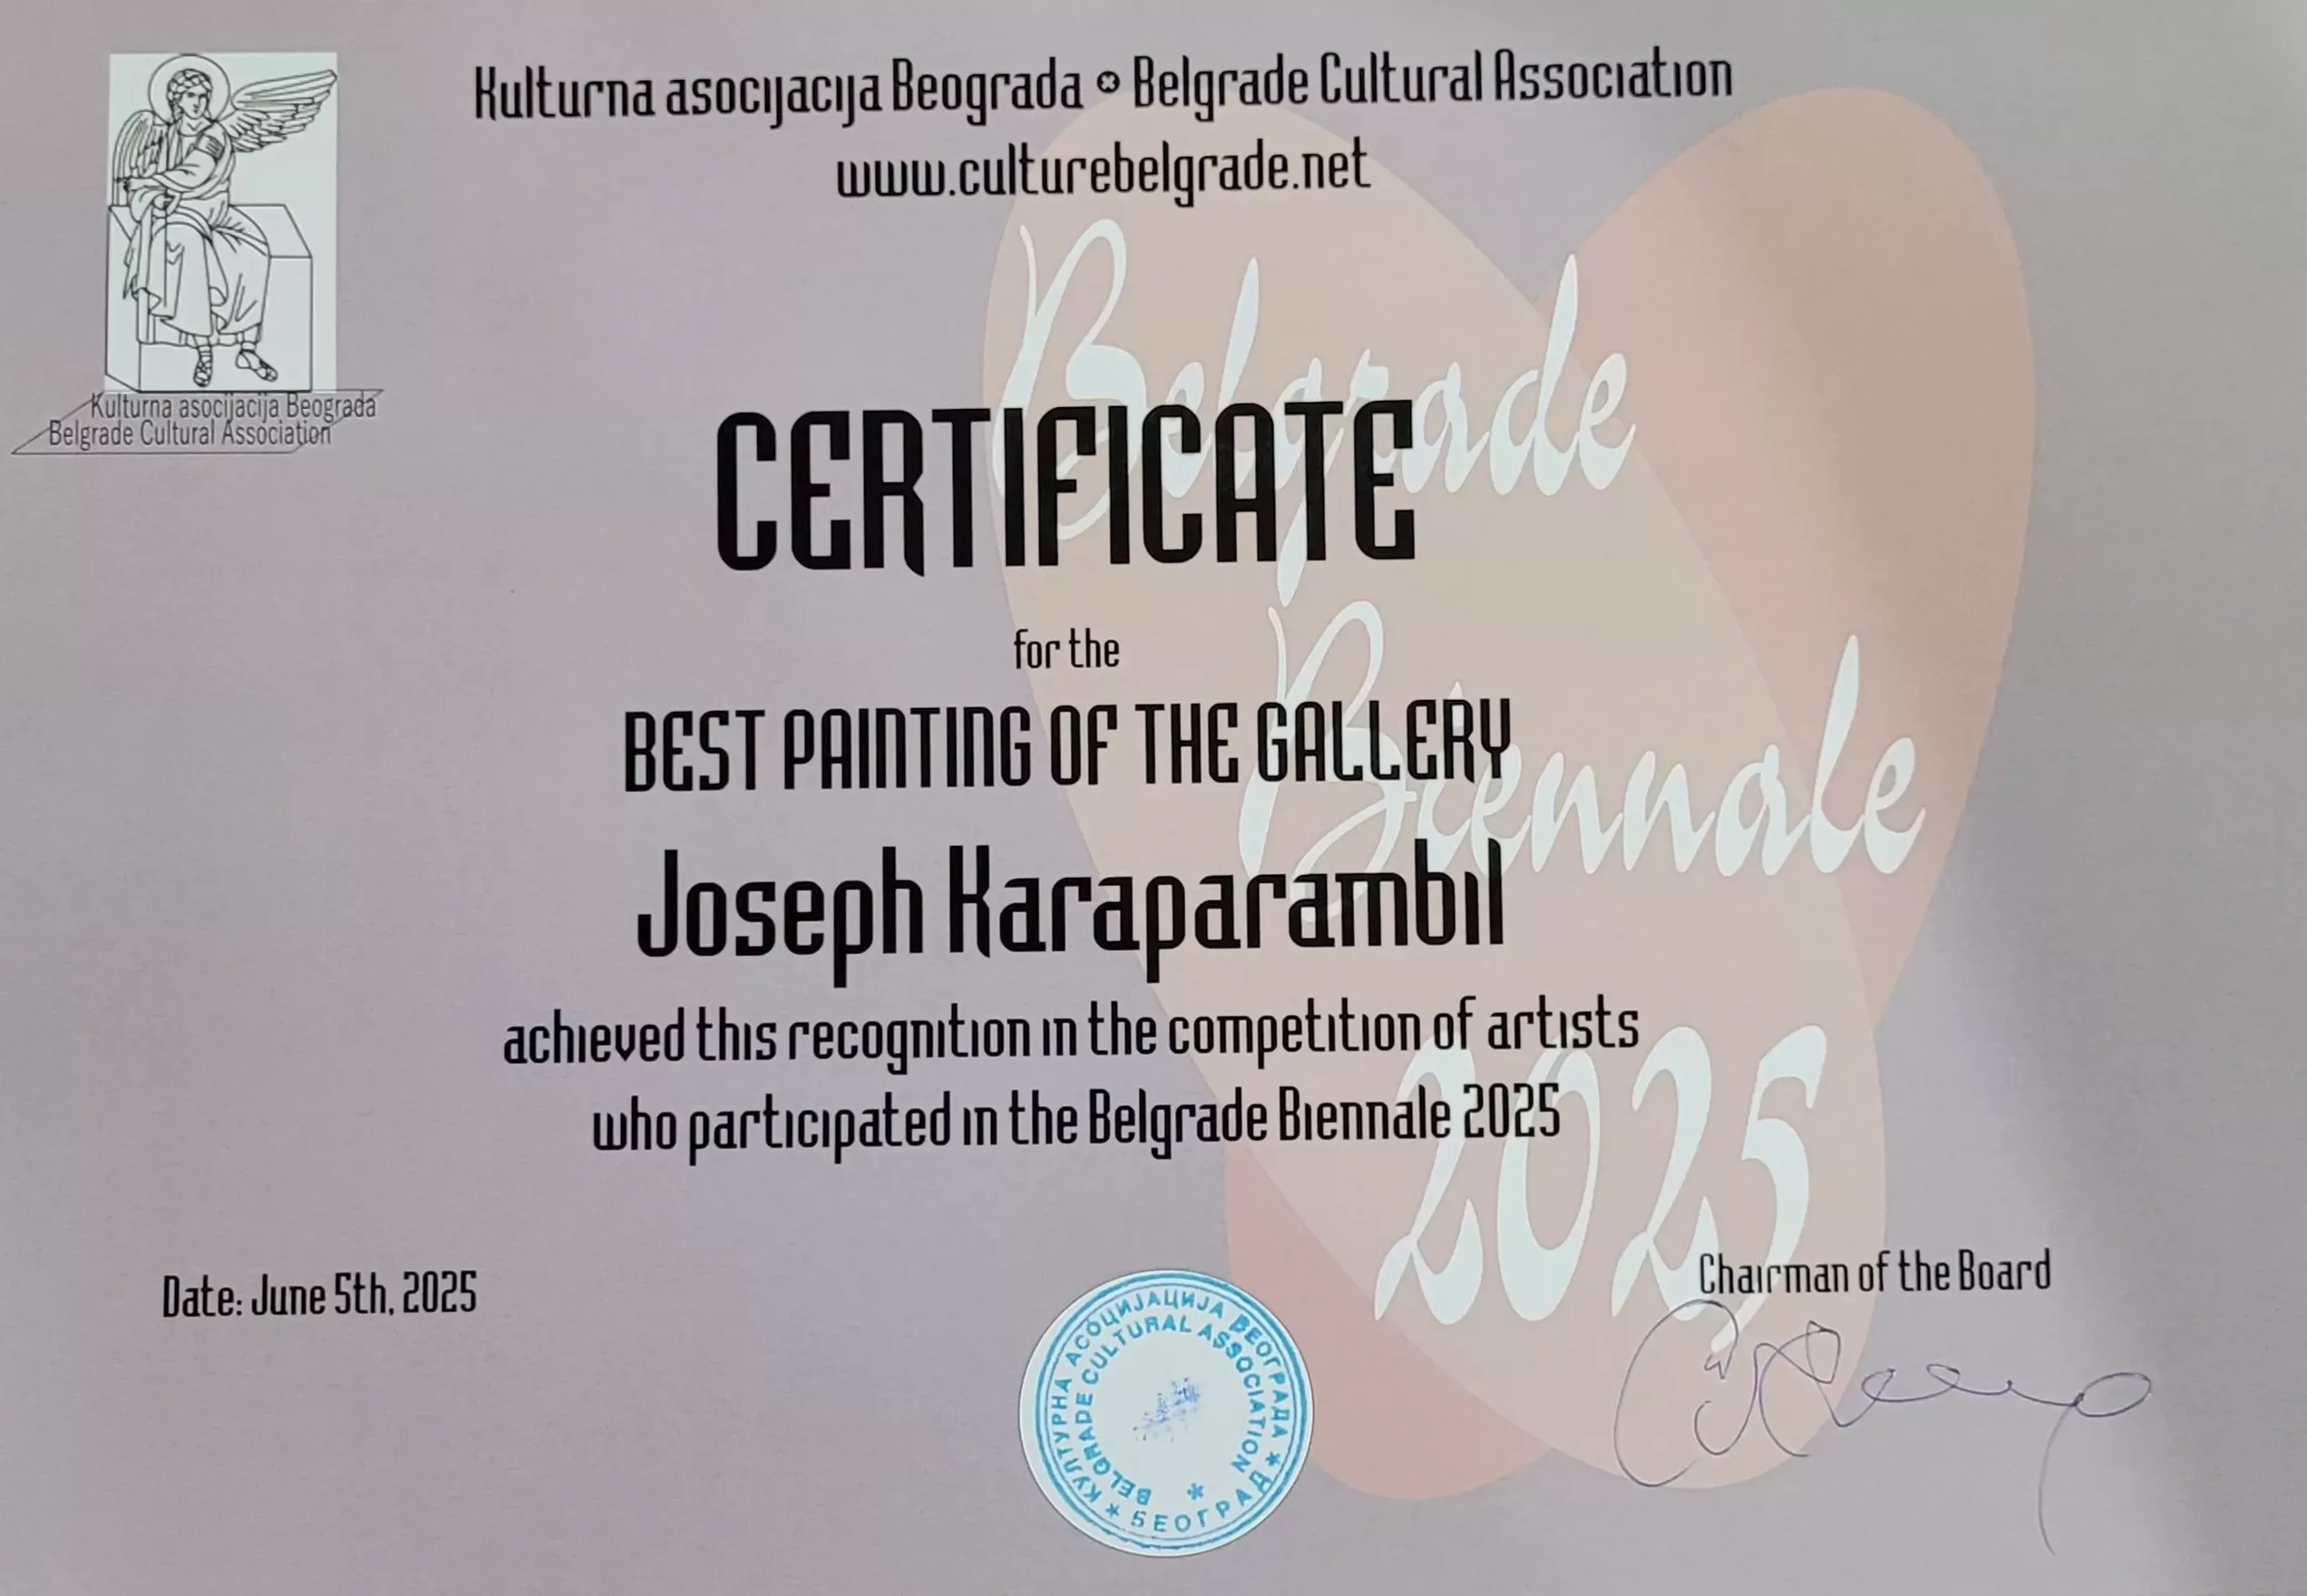 Kulturna asocijacija Beograda • Belgrade Cultural Association
www.culturebelgrade.net
Kulturna asocijacija Beograda
Belgrade Cultural Association
Belgrade
Biennale
2025
CERTIFICATE
for the
BEST PAINTING OF THE GALLERY
Joseph Karaparambil
achieved this recognition in the competition of artists
who participated in the Belgrade Biennale 2025
Date: June 5th, 2025
Chairman of the Board
КУЛТУРНА АСОЦИЈАЦИЈА БЕОГРАДА * БЕОГРАД *
BELGRADE CULTURAL ASSOCIATION *